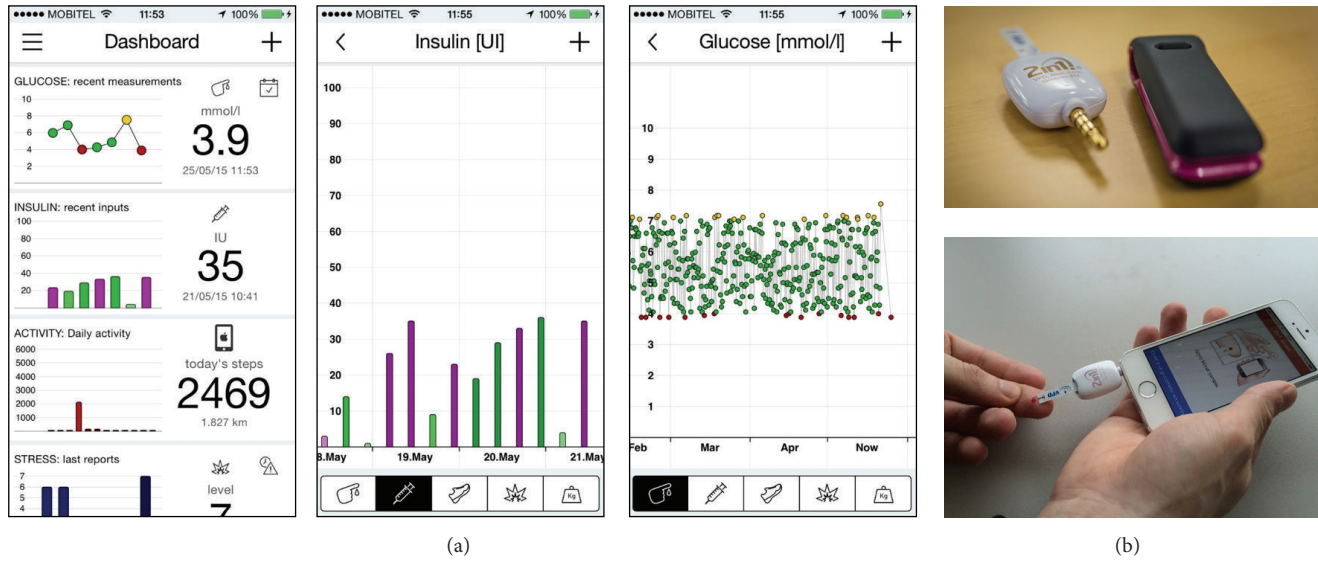 MOBITEL 11:53 100%
Dashboard
GLUCOSE: recent measurements
10
8
6
4
2
mmol/l
3.9
25/05/15 11:53
INSULIN: recent inputs
100
80
60
40
20
IU
35
21/05/15 10:41
ACTIVITY: Daily activity
6000
5000
4000
3000
2000
1000
today's steps
2469
1.827 km
STRESS: last reports
7
6
5
4
level
7
MOBITEL 11:55 100%
Insulin [UI]
100
90
80
70
60
50
40
30
20
10
8.May 19.May 20.May 21.May
Kg
MOBITEL 11:55 100%
Glucose [mmol/l]
10
9
8
7
6
5
4
3
2
1
Feb Mar Apr Now
Kg
(a)
2in1
2in1
(b)